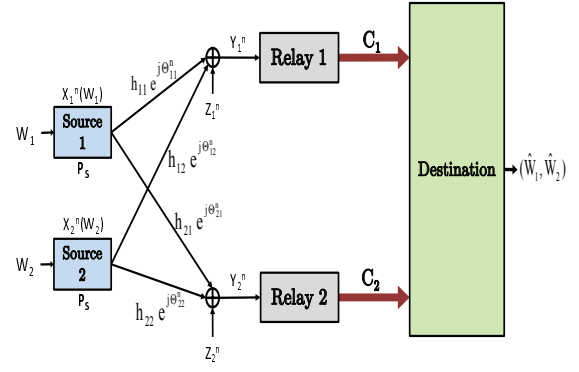 W₁
X₁ⁿ(W₁)
Source
1
Pₛ
W₂
X₂ⁿ(W₂)
Source
2
Pₛ
h₁₁ e^{jΘ₁₁ⁿ}
h₁₂ e^{jΘ₁₂ⁿ}
h₂₁ e^{jΘ₂₁ⁿ}
h₂₂ e^{jΘ₂₂ⁿ}
Y₁ⁿ
Z₁ⁿ
Relay 1
C₁
Y₂ⁿ
Z₂ⁿ
Relay 2
C₂
Destination
(Ŵ₁, Ŵ₂)